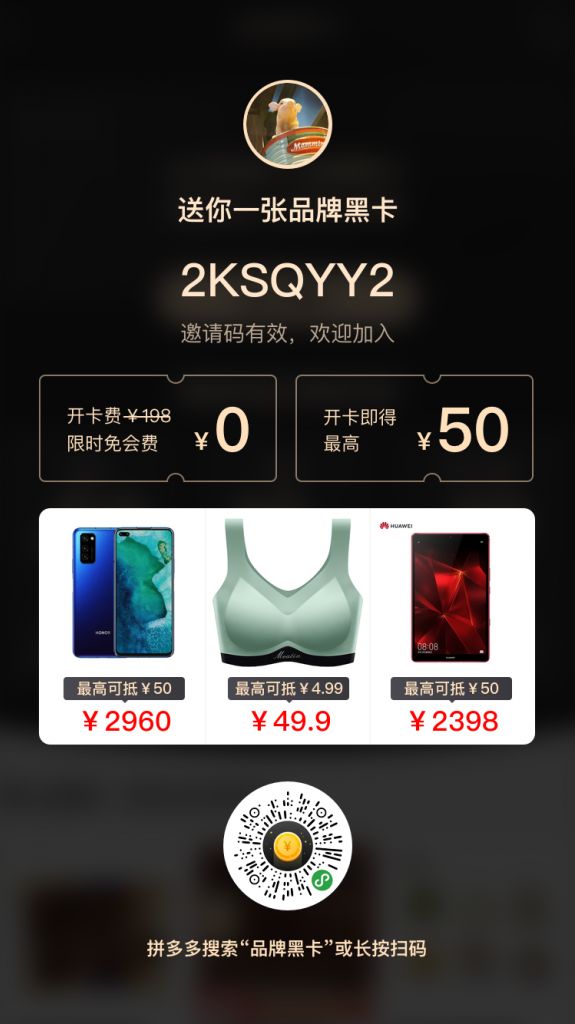 送你一张品牌黑卡
2KSQYY2
邀请码有效，欢迎加入
开卡费￥198
限时免会费
￥0
开卡即得
最高
￥50
HUAWEI
HONOR
08:08
HUAWEI
最高可抵￥50
最高可抵￥4.99
最高可抵￥50
￥2960
￥49.9
￥2398
拼多多搜索“品牌黑卡”或长按扫码